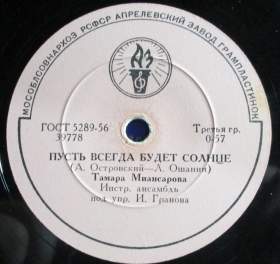 МОСОБЛСОВНАРХОЗ РСФСР АПРЕЛЕВСКИЙ ЗАВОД ГРАМПЛАСТИНОК
ГОСТ 5289-56
39778
Третья гр.
0-57
ПУСТЬ ВСЕГДА БУДЕТ СОЛНЦЕ
(А. Островский—Л. Ошанин)
Тамара Миансарова
Инстр. ансамбль
под упр. И. Гранова